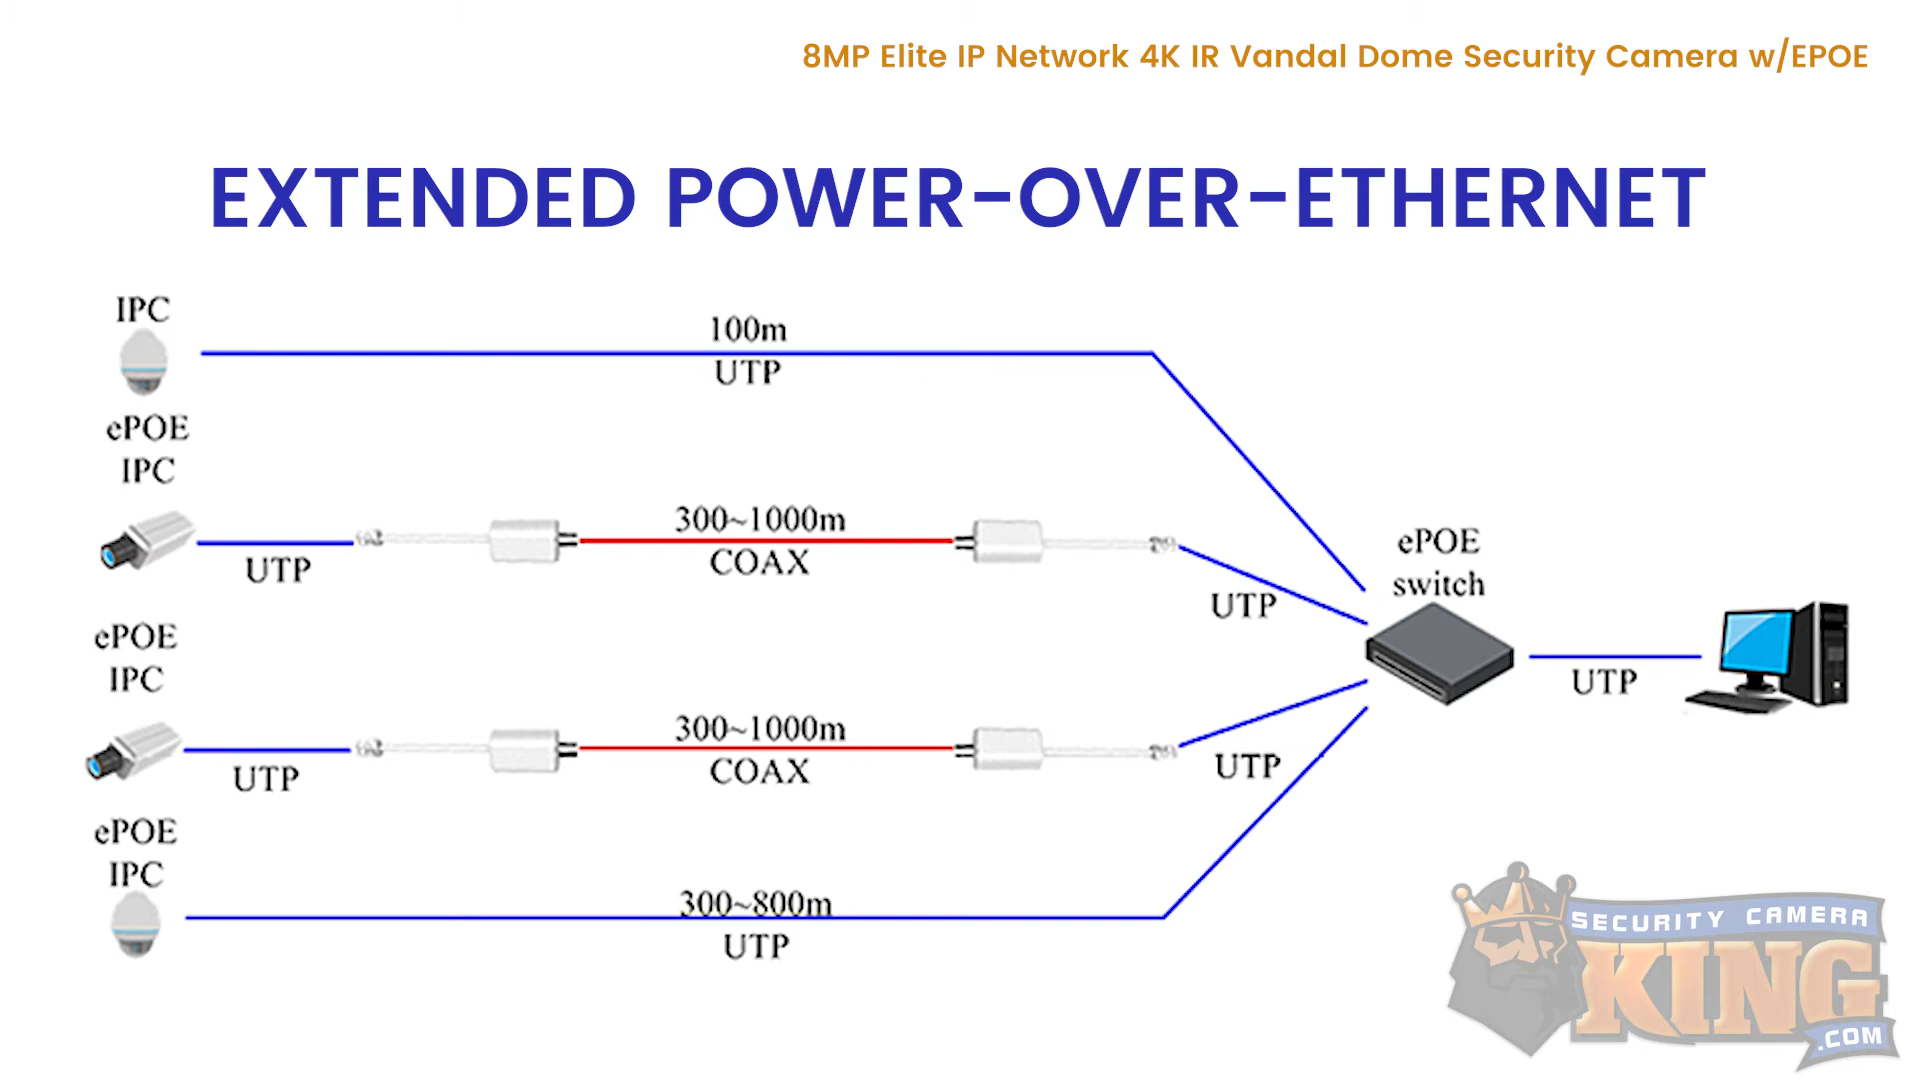 8MP Elite IP Network 4K IR Vandal Dome Security Camera w/EPOE
EXTENDED POWER-OVER-ETHERNET
IPC
100m
UTP
ePOE
IPC
300~1000m
COAX
UTP
UTP
ePOE
switch
UTP
ePOE
IPC
300~1000m
COAX
UTP
UTP
ePOE
IPC
300~800m
UTP
SECURITY CAMERA
KING
.COM